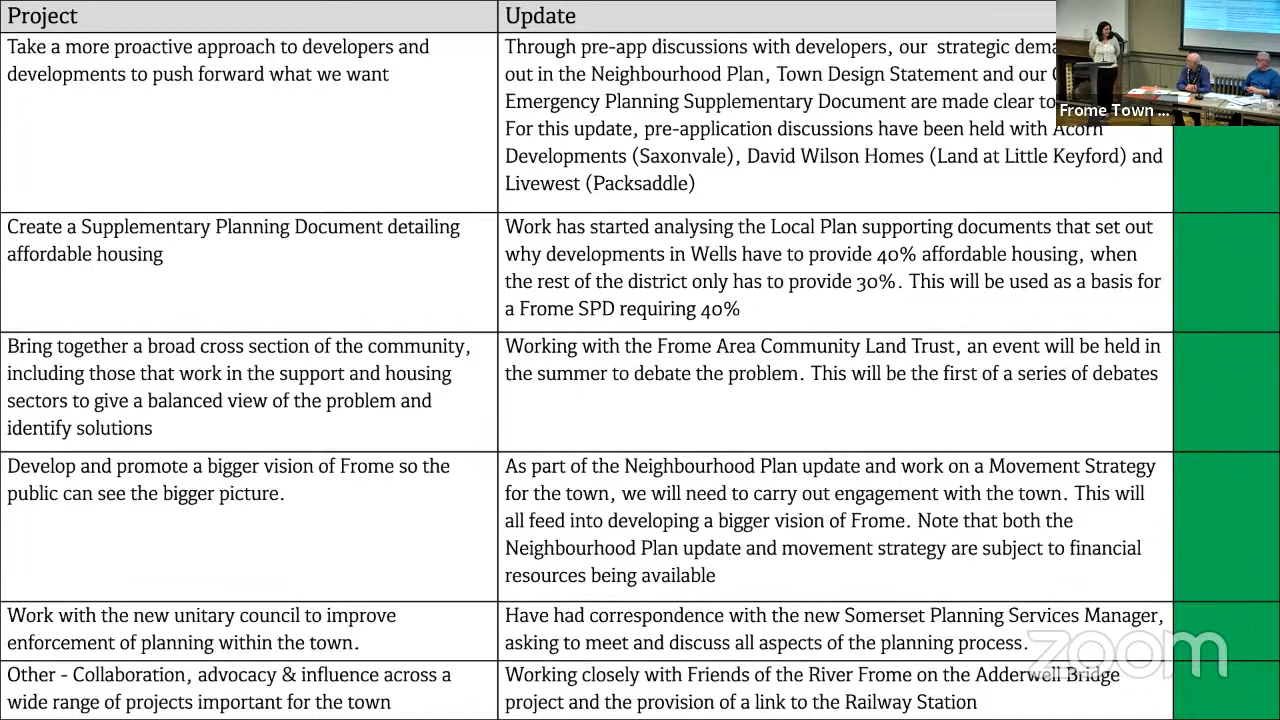 Project
Update
Take a more proactive approach to developers and
developments to push forward what we want
Through pre-app discussions with developers, our strategic
out in the Neighbourhood Plan, Town Design Statement and our
Emergency Planning Supplementary Document are made clear to
For this update, pre-application discussions have been held with Acorn
Developments (Saxonvale), David Wilson Homes (Land at Little Keyford) and
Livewest (Packsaddle)
Create a Supplementary Planning Document detailing
affordable housing
Work has started analysing the Local Plan supporting documents that set out
why developments in Wells have to provide 40% affordable housing, when
the rest of the district only has to provide 30%. This will be used as a basis for
a Frome SPD requiring 40%
Bring together a broad cross section of the community,
including those that work in the support and housing
sectors to give a balanced view of the problem and
identify solutions
Working with the Frome Area Community Land Trust, an event will be held in
the summer to debate the problem. This will be the first of a series of debates
Develop and promote a bigger vision of Frome so the
public can see the bigger picture.
As part of the Neighbourhood Plan update and work on a Movement Strategy
for the town, we will need to carry out engagement with the town. This will
all feed into developing a bigger vision of Frome. Note that both the
Neighbourhood Plan update and movement strategy are subject to financial
resources being available
Work with the new unitary council to improve
enforcement of planning within the town.
Have had correspondence with the new Somerset Planning Services Manager,
asking to meet and discuss all aspects of the planning process.
Other - Collaboration, advocacy & influence across a
wide range of projects important for the town
Working closely with Friends of the River Frome on the Adderwell Bridge
project and the provision of a link to the Railway Station
Frome Town ...
zoom